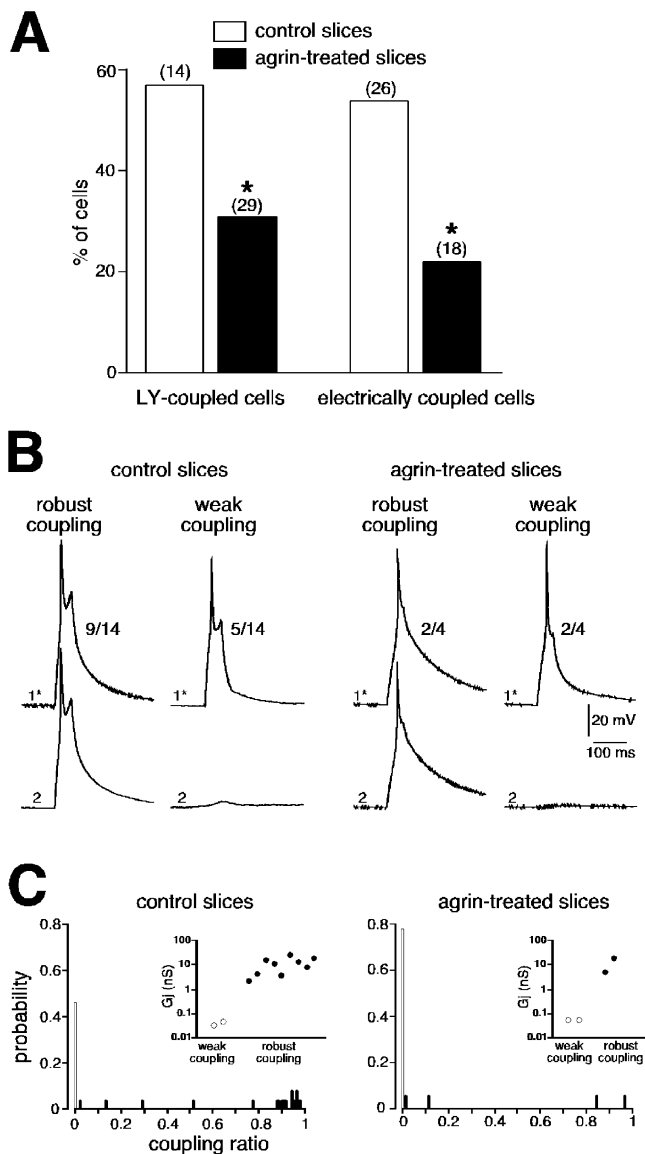 A
control slices
agrin-treated slices
60
40
20
0
% of cells
(14)
*
(29)
(26)
*
(18)
LY-coupled cells
electrically coupled cells
B
control slices
agrin-treated slices
robust
coupling
weak
coupling
robust
coupling
weak
coupling
9/14
5/14
2/4
2/4
1*
1*
1*
1*
20 mV
100 ms
2
2
2
2
C
control slices
agrin-treated slices
0.8
0.6
0.4
0.2
0
probability
0
0.2
0.4
0.6
0.8
1
coupling ratio
100
10
1
0.1
0.01
Gj (nS)
weak
coupling
robust
coupling
0.8
0.6
0.4
0.2
0
0
0.2
0.4
0.6
0.8
1
100
10
1
0.1
0.01
Gj (nS)
weak
coupling
robust
coupling